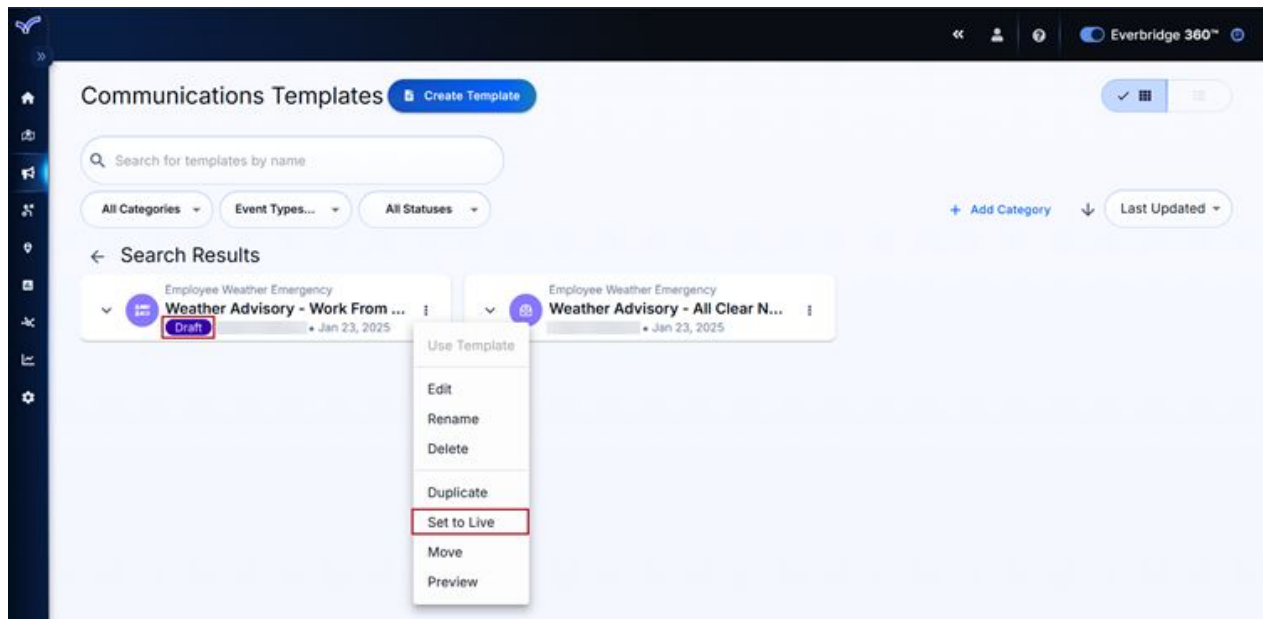 Everbridge 360™
Communications Templates
Create Template
Search for templates by name
All Categories
Event Types...
All Statuses
+ Add Category
Last Updated
Search Results
Employee Weather Emergency
Weather Advisory - Work From ...
Draft
• Jan 23, 2025
Employee Weather Emergency
Weather Advisory - All Clear N...
• Jan 23, 2025
Use Template
Edit
Rename
Delete
Duplicate
Set to Live
Move
Preview